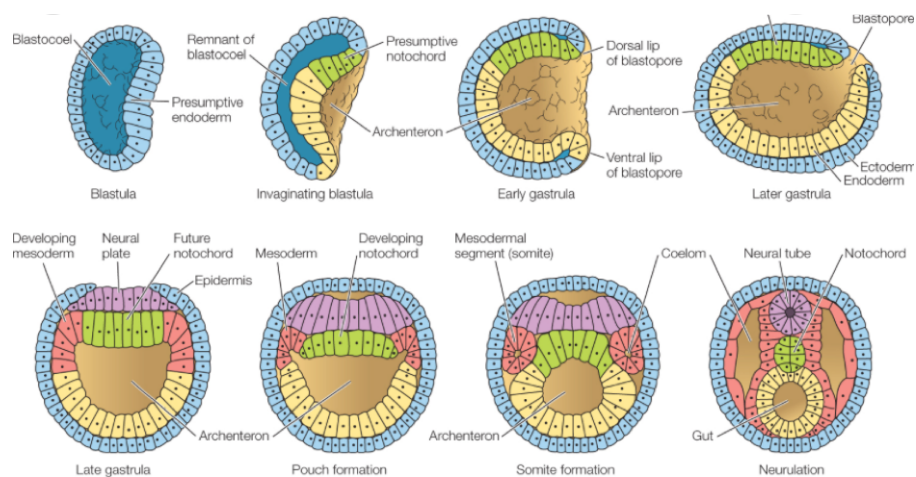 Blastocoel
Presumptive
endoderm
Blastula
Remnant of
blastocoel
Presumptive
notochord
Archenteron
Invaginating blastula
Dorsal lip
of blastopore
Ventral lip
of blastopore
Early gastrula
Blastopore
Archenteron
Ectoderm
Endoderm
Later gastrula
Developing
mesoderm
Neural
plate
Future
notochord
Epidermis
Archenteron
Late gastrula
Mesoderm
Developing
notochord
Pouch formation
Mesodermal
segment (somite)
Coelom
Archenteron
Somite formation
Neural tube
Notochord
Gut
Neurulation